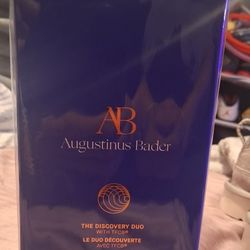 AB
Augustinus Bader
THE DISCOVERY DUO
WITH TFC8®
LE DUO DÉCOUVERTE
AVEC TFC8®